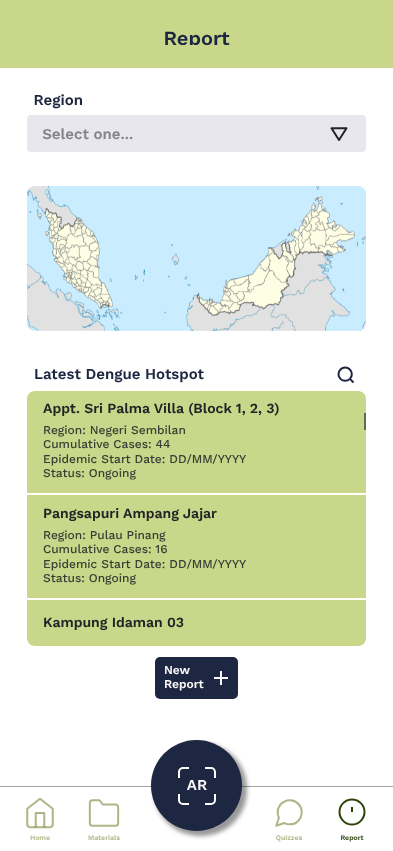 Report
Region
Select one...
Latest Dengue Hotspot
Appt. Sri Palma Villa (Block 1, 2, 3)
Region: Negeri Sembilan
Cumulative Cases: 44
Epidemic Start Date: DD/MM/YYYY
Status: Ongoing
Pangsapuri Ampang Jajar
Region: Pulau Pinang
Cumulative Cases: 16
Epidemic Start Date: DD/MM/YYYY
Status: Ongoing
Kampung Idaman 03
New
Report
AR
Home
Materials
Quizzes
Report